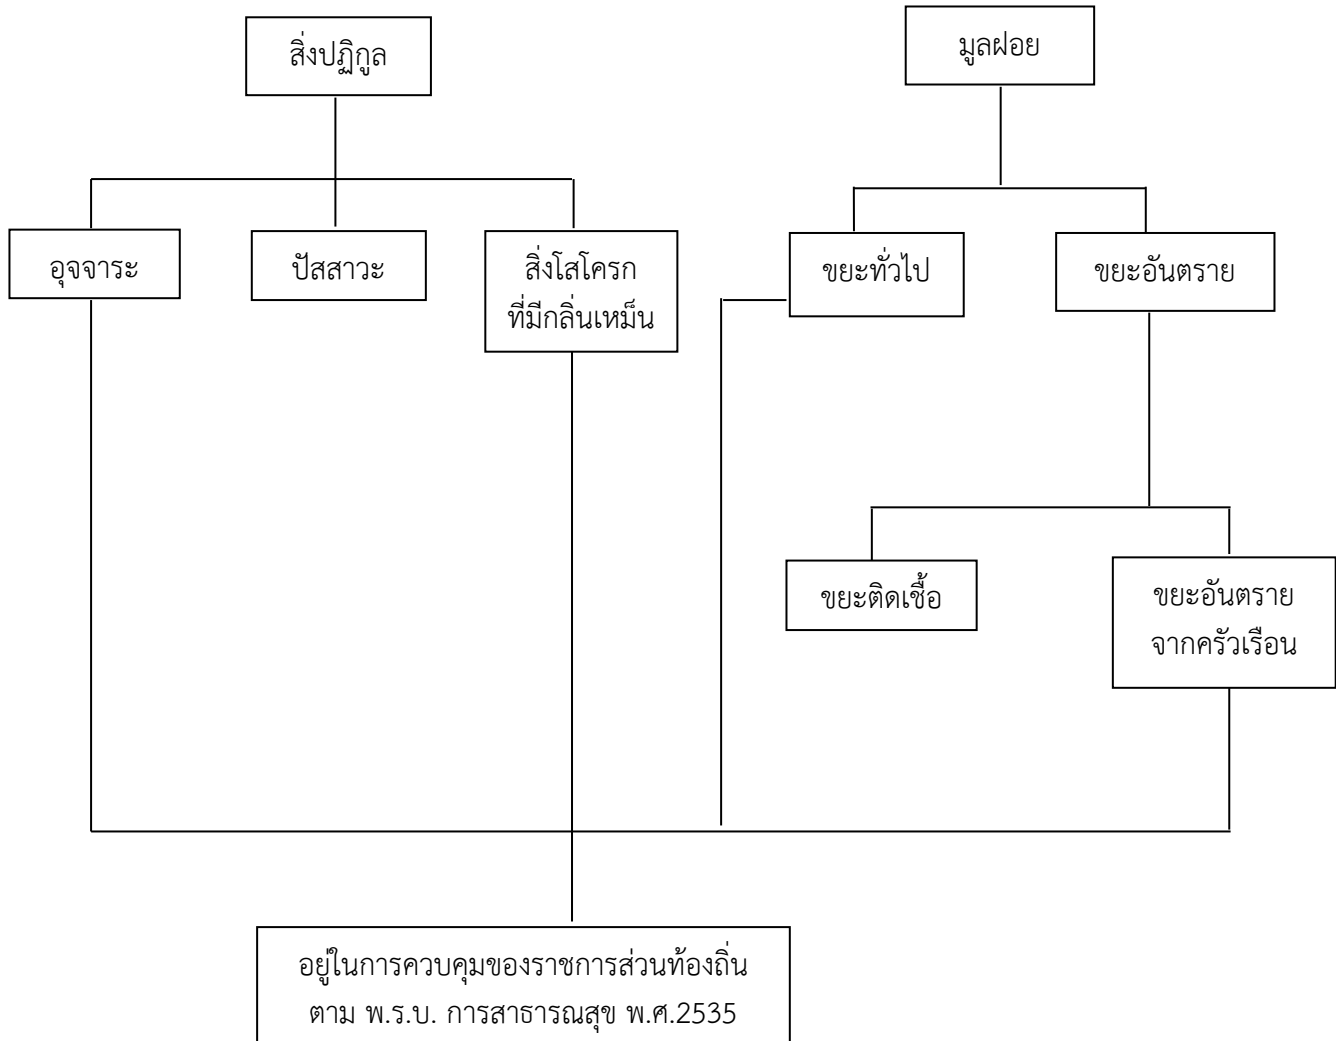 สิ่งปฏิกูล
มูลฝอย
อุจจาระ
ปัสสาวะ
สิ่งโสโครก
ที่มีกลิ่นเหม็น
ขยะทั่วไป
ขยะอันตราย
ขยะติดเชื้อ
ขยะอันตราย
จากครัวเรือน
อยู่ในการควบคุมของราชการส่วนท้องถิ่น
ตาม พ.ร.บ. การสาธารณสุข พ.ศ.2535